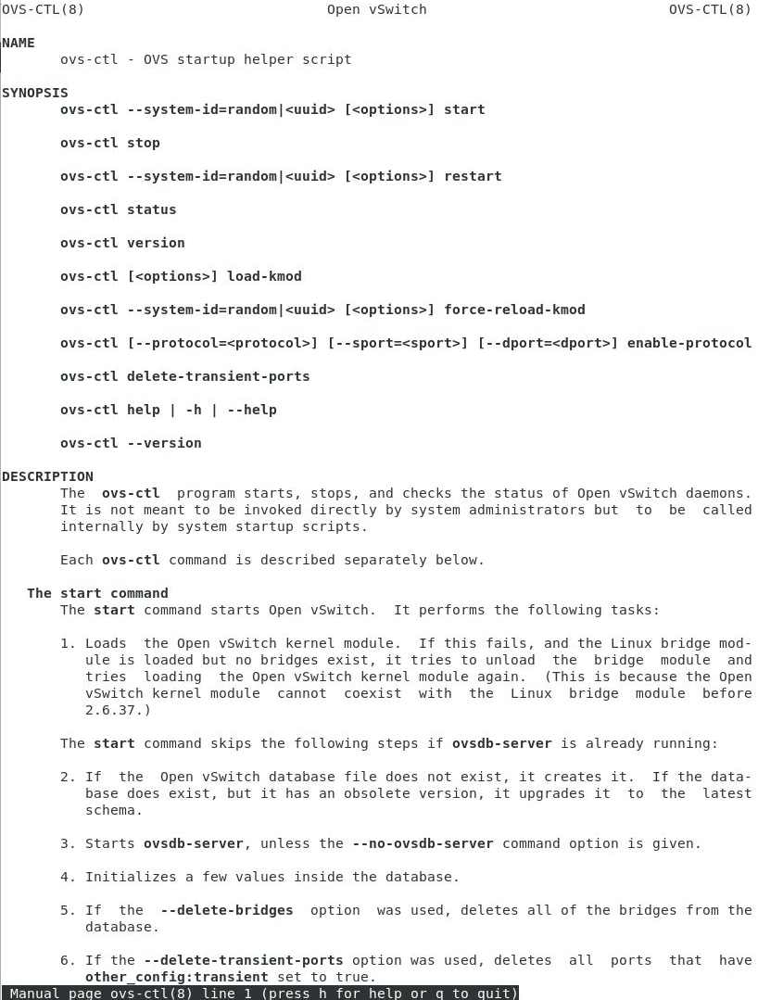 OVS-CTL(8)                             Open vSwitch                             OVS-CTL(8)
NAME
       ovs-ctl - OVS startup helper script
SYNOPSIS
       ovs-ctl --system-id=random|<uuid> [<options>] start
       ovs-ctl stop
       ovs-ctl --system-id=random|<uuid> [<options>] restart
       ovs-ctl status
       ovs-ctl version
       ovs-ctl [<options>] load-kmod
       ovs-ctl --system-id=random|<uuid> [<options>] force-reload-kmod
       ovs-ctl [--protocol=<protocol>] [--sport=<sport>] [--dport=<dport>] enable-protocol
       ovs-ctl delete-transient-ports
       ovs-ctl help | -h | --help
       ovs-ctl --version
DESCRIPTION
       The  ovs-ctl  program starts, stops, and checks the status of Open vSwitch daemons.
       It is not meant to be invoked directly by system administrators but  to  be  called
       internally by system startup scripts.
       Each ovs-ctl command is described separately below.
   The start command
       The start command starts Open vSwitch.  It performs the following tasks:
       1. Loads  the Open vSwitch kernel module.  If this fails, and the Linux bridge mod-
          ule is loaded but no bridges exist, it tries to unload  the  bridge  module  and
          tries  loading  the Open vSwitch kernel module again.  (This is because the Open
          vSwitch kernel module  cannot  coexist  with  the  Linux  bridge  module  before
          2.6.37.)
       The start command skips the following steps if ovsdb-server is already running:
       2. If  the  Open vSwitch database file does not exist, it creates it.  If the data-
          base does exist, but it has an obsolete version, it upgrades it  to  the  latest
          schema.
       3. Starts ovsdb-server, unless the --no-ovsdb-server command option is given.
       4. Initializes a few values inside the database.
       5. If  the  --delete-bridges  option  was used, deletes all of the bridges from the
          database.
       6. If the --delete-transient-ports option was used, deletes  all  ports  that  have
          other_config:transient set to true.
 Manual page ovs-ctl(8) line 1 (press h for help or q to quit)